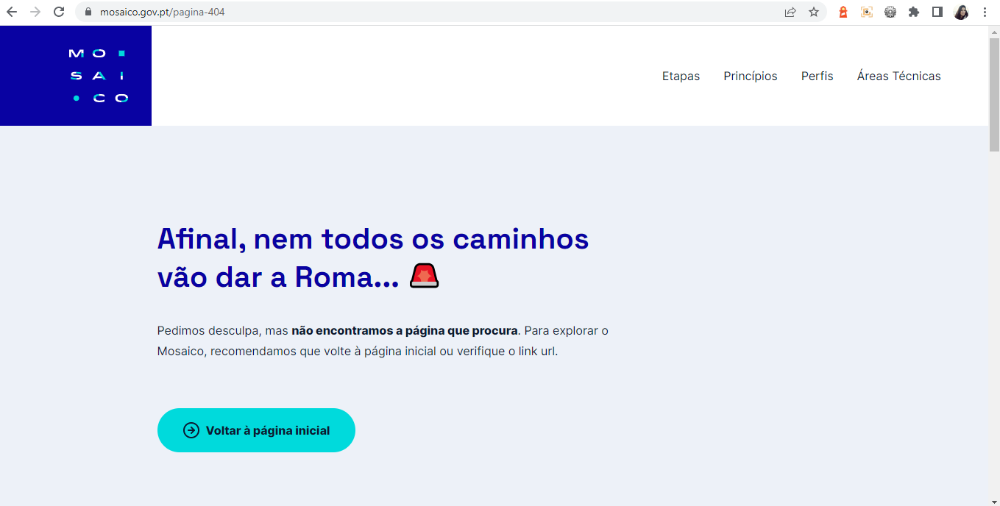 mosaico.gov.pt/pagina-404
MO
SAI
CO
Etapas Princípios Perfis Áreas Técnicas
Afinal, nem todos os caminhos
vão dar a Roma... 🚨
Pedimos desculpa, mas não encontramos a página que procura. Para explorar o
Mosaico, recomendamos que volte à página inicial ou verifique o link url.
Voltar à página inicial